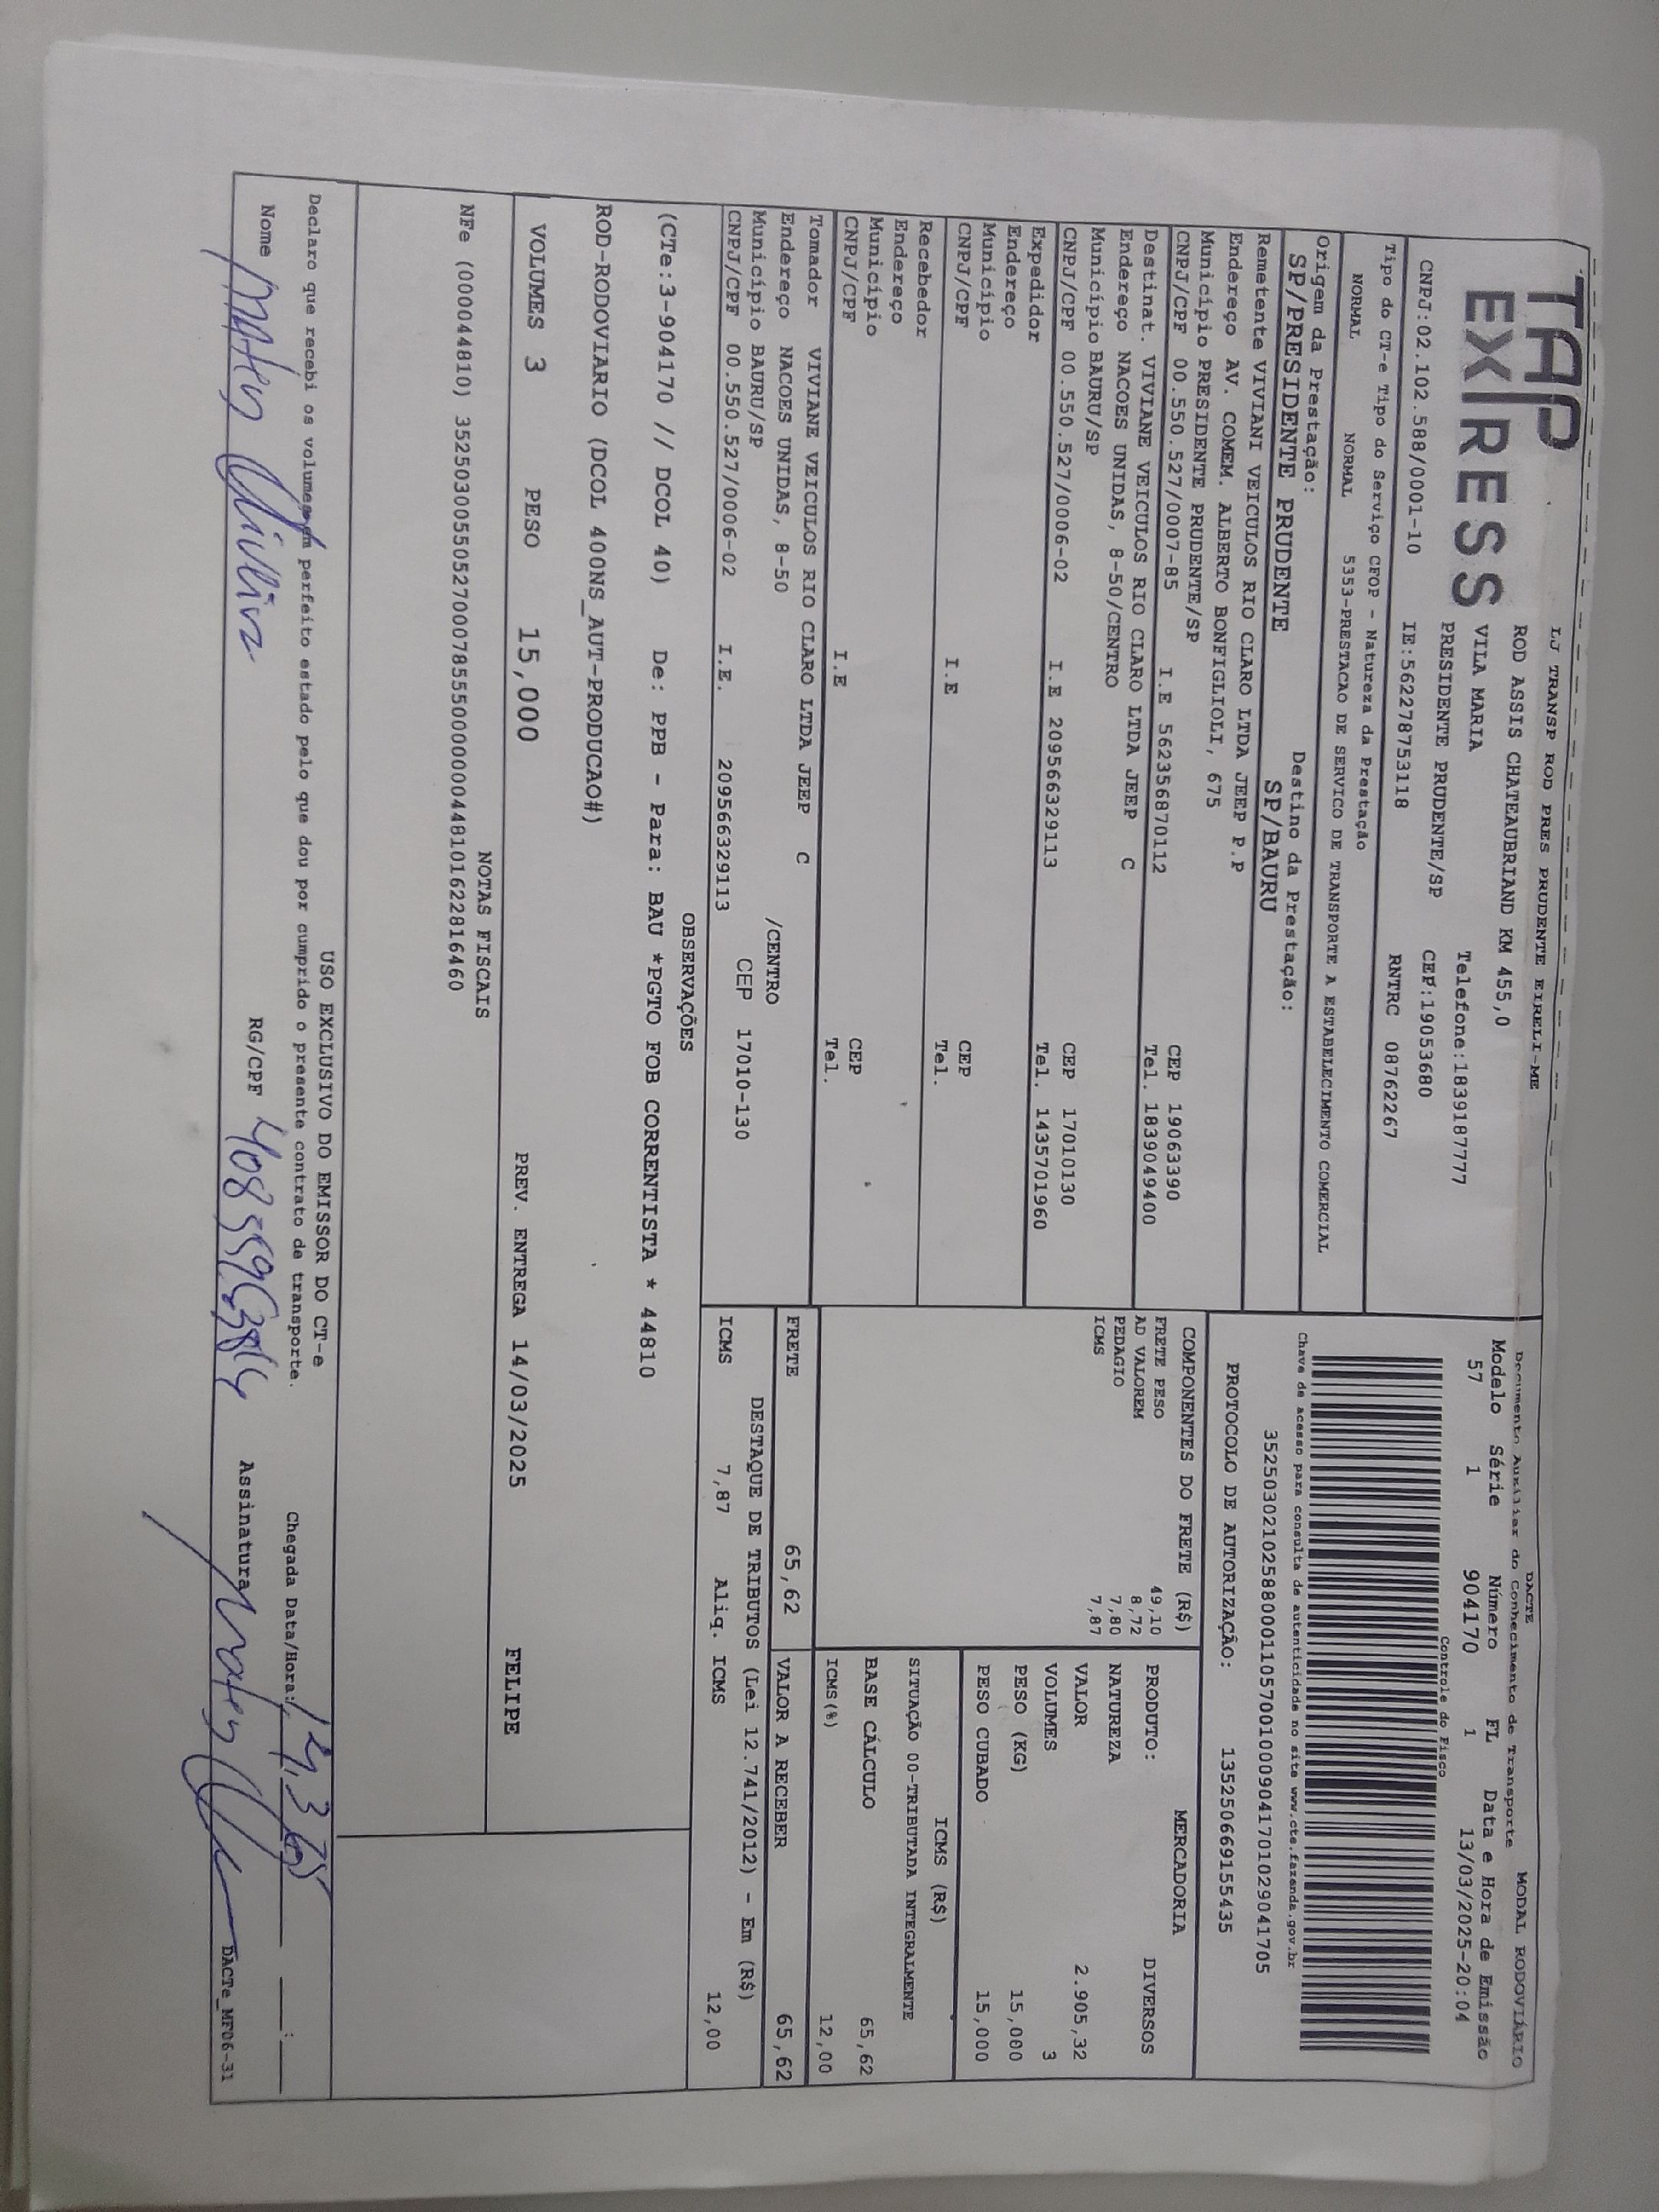 LJ TRANSP ROD PRES PRUDENTE EIRELI-ME
TAP
EXPRESS
ROD ASSIS CHATEAUBRIAND KM 455,0
VILA MARIA Telefone:1839187777
PRESIDENTE PRUDENTE/SP CEP:19053680
CNPJ:02.102.588/0001-10 IE:562278753118 RNTRC 08762267
Tipo do CT-e Tipo do Serviço CFOP - Natureza da Prestação
NORMAL NORMAL 5353-PRESTACAO DE SERVICO DE TRANSPORTE A ESTABELECIMENTO COMERCIAL
Origem da Prestação: Destino da Prestação:
SP/PRESIDENTE PRUDENTE SP/BAURU
DACTE MODAL RODOVIÁRIO
Documento Auxiliar do Conhecimento de Transporte
Modelo Série Número FL Data e Hora de Emissão
57 1 904170 1 13/03/2025-20:04
Controle do Fisco
Chave de acesso para consulta de autenticidade no site www.cte.fazenda.gov.br
35250302102588000110570010009041701029041705
PROTOCOLO DE AUTORIZAÇÃO: 135250669155435
Remetente VIVIANI VEICULOS RIO CLARO LTDA JEEP P.P
Endereço AV. COMEM. ALBERTO BONFIGLIOLI, 675
Município PRESIDENTE PRUDENTE/SP CEP 19063390
CNPJ/CPF 00.550.527/0007-85 I.E 562356870112 Tel. 1839049400
Destinat. VIVIANE VEICULOS RIO CLARO LTDA JEEP C
Endereço NACOES UNIDAS, 8-50/CENTRO
Município BAURU/SP CEP 17010130
CNPJ/CPF 00.550.527/0006-02 I.E 209566329113 Tel. 1435701960
Expedidor
Endereço
Município CEP
CNPJ/CPF I.E Tel.
Recebedor
Endereço
Município CEP
CNPJ/CPF I.E Tel.
Tomador VIVIANE VEICULOS RIO CLARO LTDA JEEP C
Endereço NACOES UNIDAS, 8-50 /CENTRO
Município BAURU/SP CEP 17010-130
CNPJ/CPF 00.550.527/0006-02 I.E. 209566329113
COMPONENTES DO FRETE (R$)
FRETE PESO 49,10
AD VALOREM 8,72
PEDAGIO 7,80
ICMS 7,87
MERCADORIA
PRODUTO: DIVERSOS
NATUREZA
VALOR 2.905,32
VOLUMES 3
PESO (KG) 15,000
PESO CUBADO 15,000
ICMS (R$)
SITUAÇÃO 00-TRIBUTADA INTEGRALMENTE
BASE CÁLCULO 65,62
ICMS(%) 12,00
FRETE 65,62 VALOR A RECEBER 65,62
DESTAQUE DE TRIBUTOS (Lei 12.741/2012) - Em (R$)
ICMS 7,87 Aliq. ICMS 12,00
OBSERVAÇÕES
(CTe:3-904170 // DCOL 40) De: PPB - Para: BAU *PGTO FOB CORRENTISTA * 44810
ROD-RODOVIARIO (DCOL 400NS_AUT-PRODUCAO#)
VOLUMES 3 PESO 15,000 PREV. ENTREGA 14/03/2025 FELIPE
NOTAS FISCAIS
NFe (000044810) 35250300550527000785550000000448101622816460
USO EXCLUSIVO DO EMISSOR DO CT-e
Declaro que recebi os volumes em perfeito estado pelo que dou por cumprido o presente contrato de transporte. Chegada Data/Hora:
Nome RG/CPF Assinatura
DACTe_MF06-31